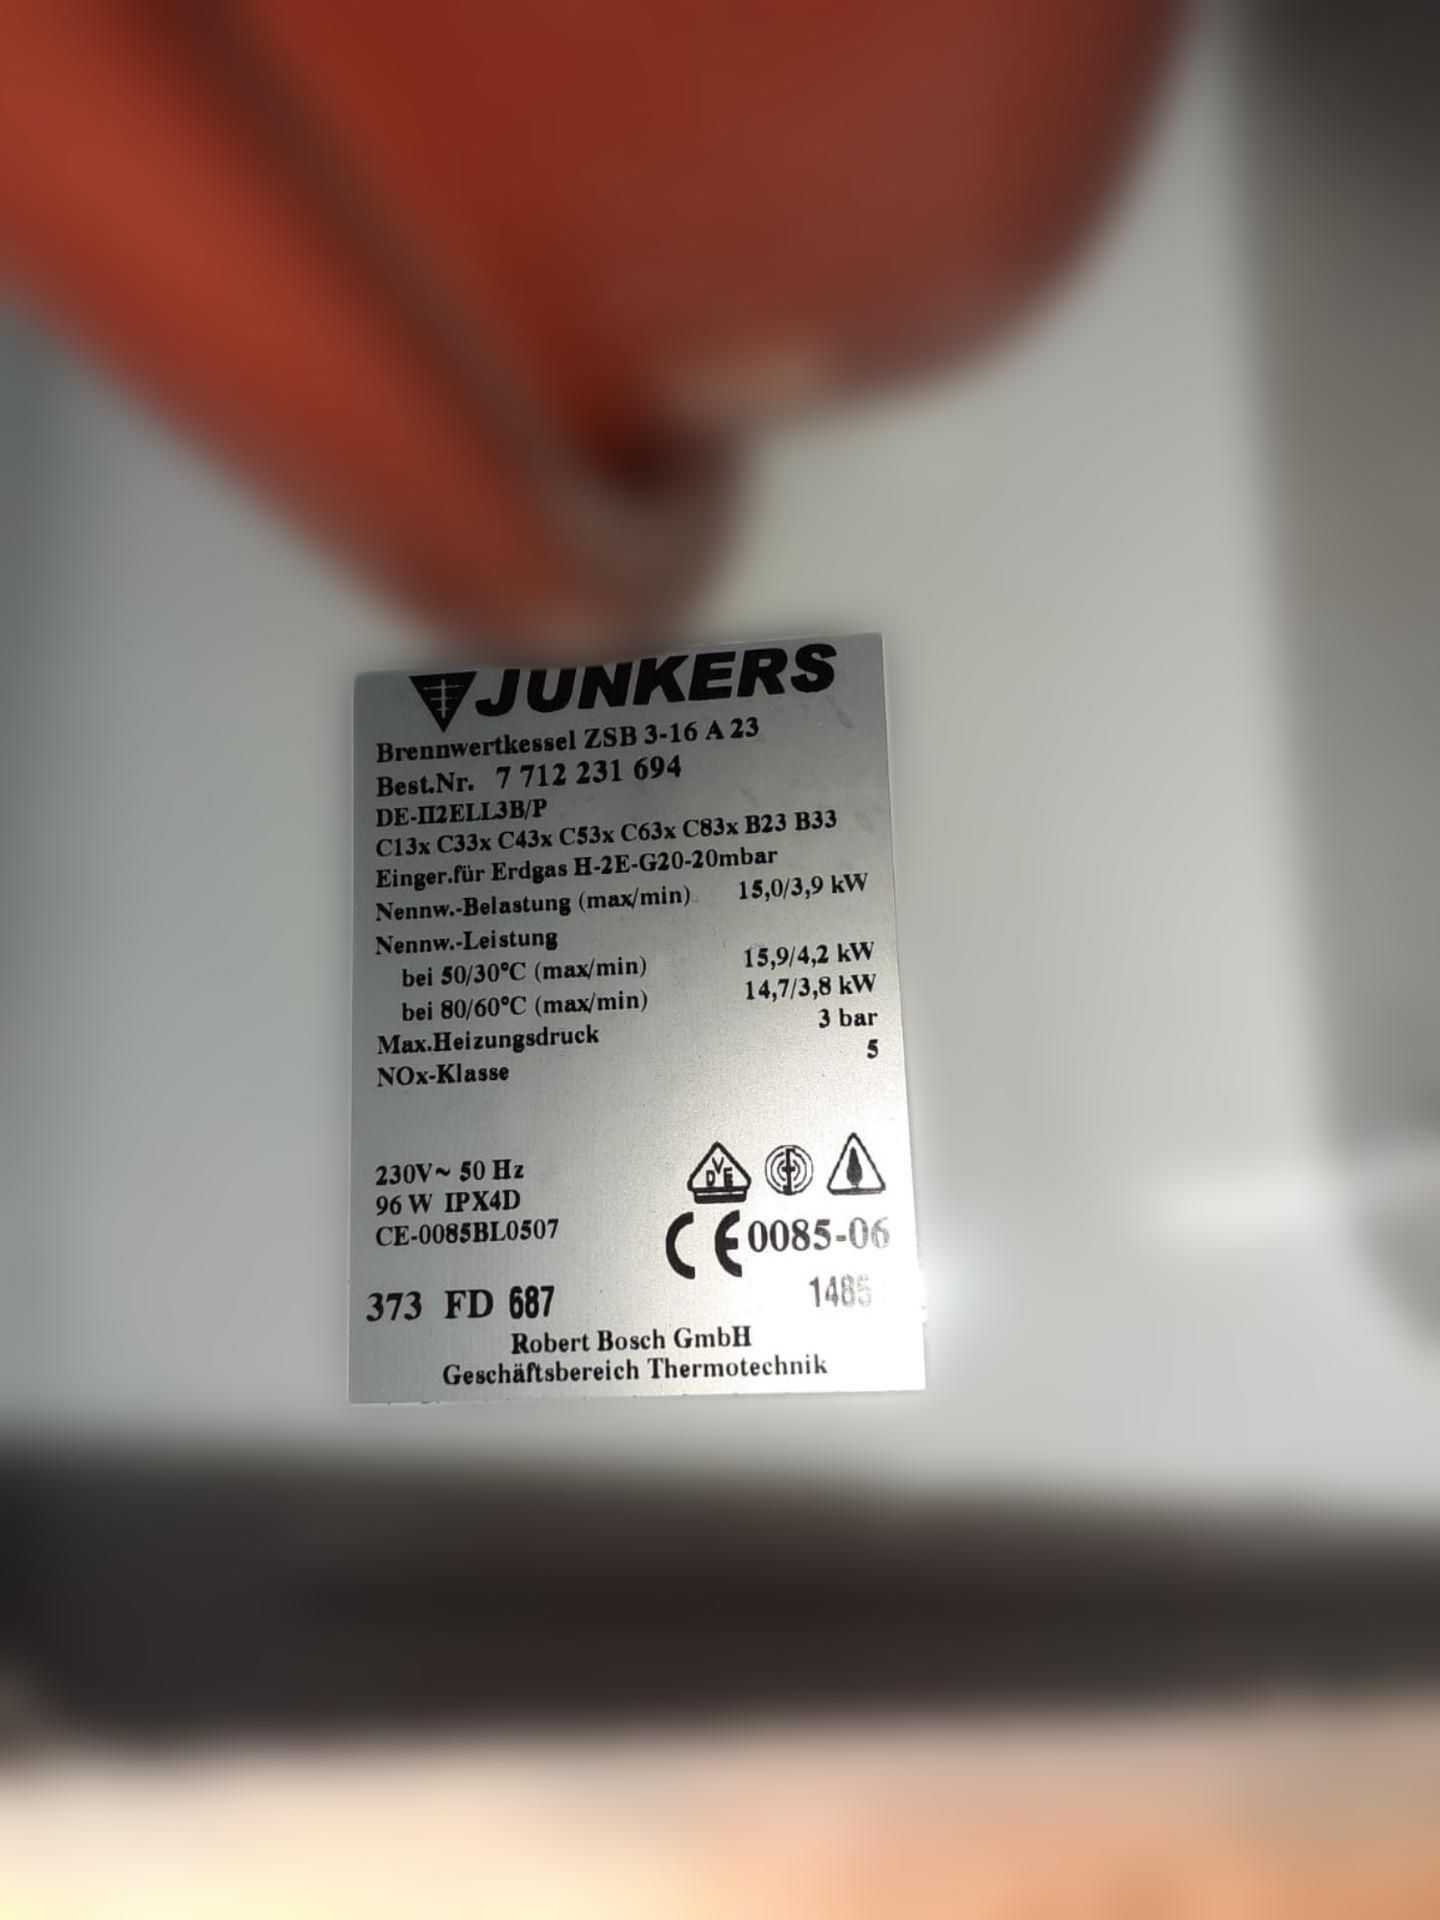 JUNKERS
Brennwertkessel ZSB 3-16 A 23
Best.Nr. 7 712 231 694
DE-II2ELL3B/P
C13x C33x C43x C53x C63x C83x B23 B33
Einger.für Erdgas H-2E-G20-20mbar
Nennw.-Belastung (max/min) 15,0/3,9 kW
Nennw.-Leistung
bei 50/30°C (max/min) 15,9/4,2 kW
bei 80/60°C (max/min) 14,7/3,8 kW
Max.Heizungsdruck 3 bar
NOx-Klasse 5
230V~ 50 Hz
96 W IPX4D
DVE
CE-0085BL0507
CE 0085-06
373 FD 687 1485
Robert Bosch GmbH
Geschäftsbereich Thermotechnik